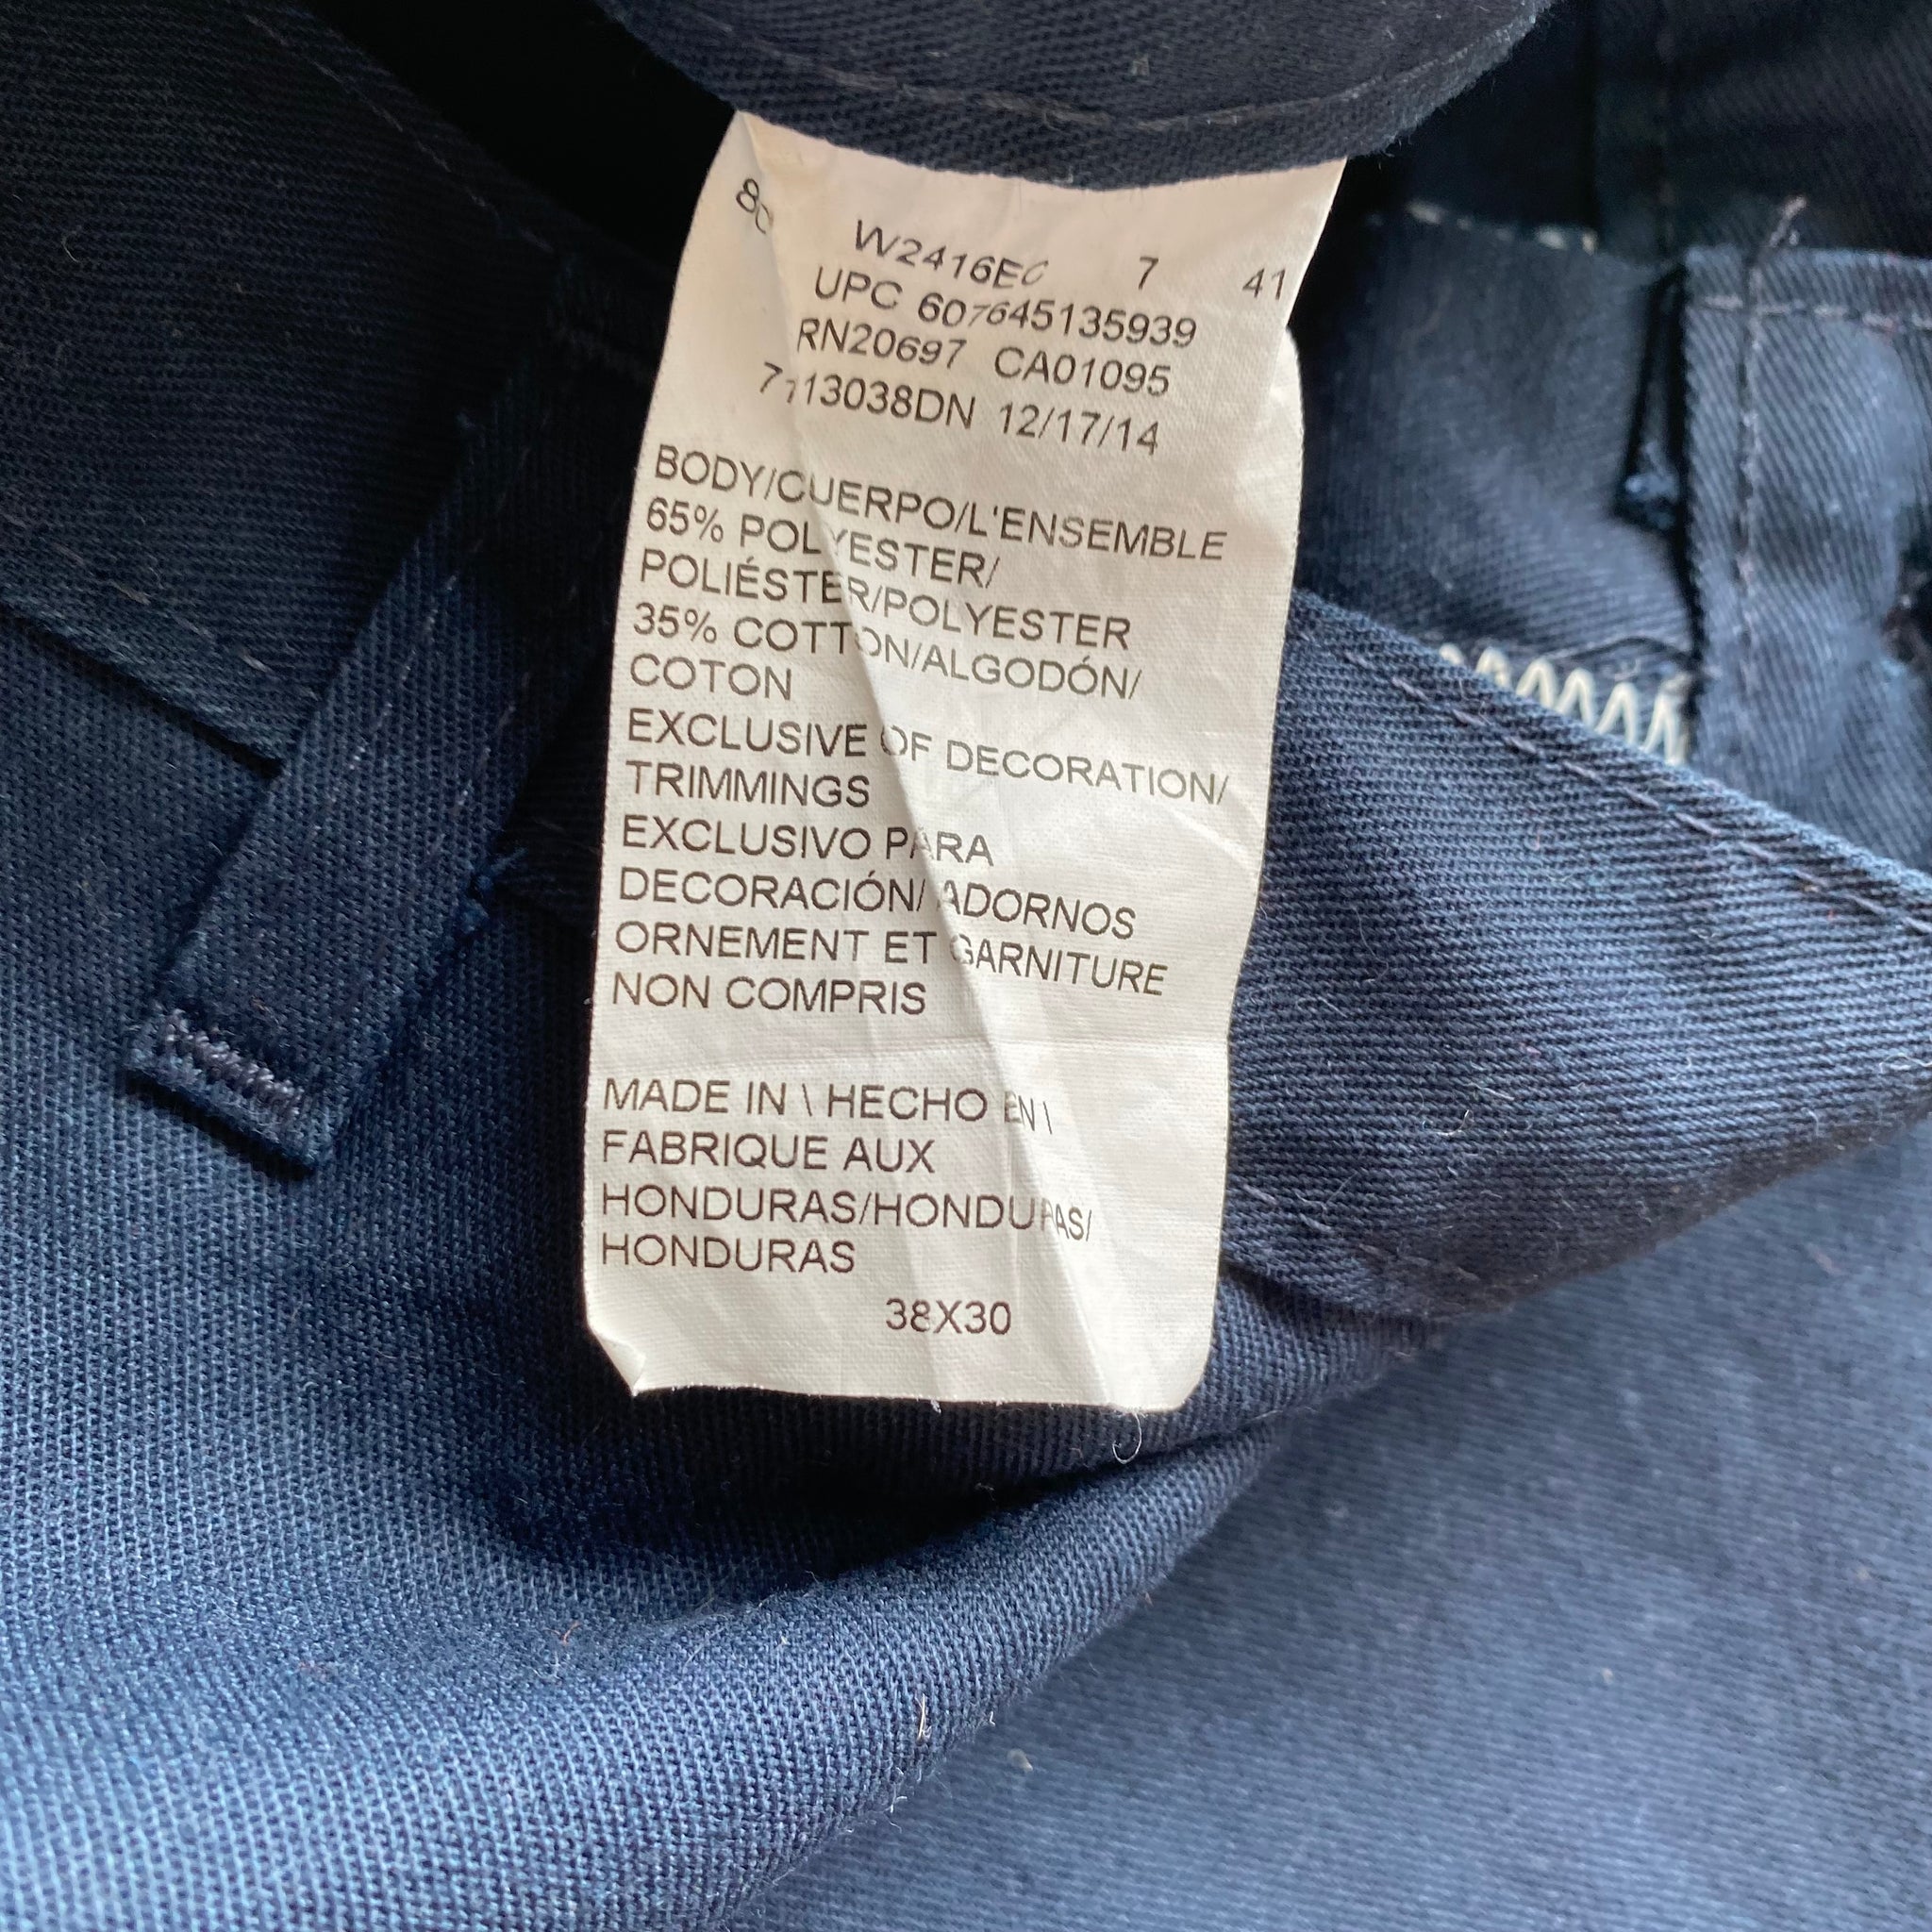 W2416E 7 41
UPC 607645135939
RN20697 CA01095
7713038DN 12/17/14
BODY/CUERPO/L'ENSEMBLE
65% POLYESTER/
POLIÉSTER/POLYESTER
35% COTTON/ALGODÓN/
COTON
EXCLUSIVE OF DECORATION/
TRIMMINGS
EXCLUSIVO PARA
DECORACIÓN/ ADORNOS
ORNEMENT ET GARNITURE
NON COMPRIS
MADE IN \ HECHO EN \
FABRIQUE AUX
HONDURAS/HONDURAS/
HONDURAS
38X30